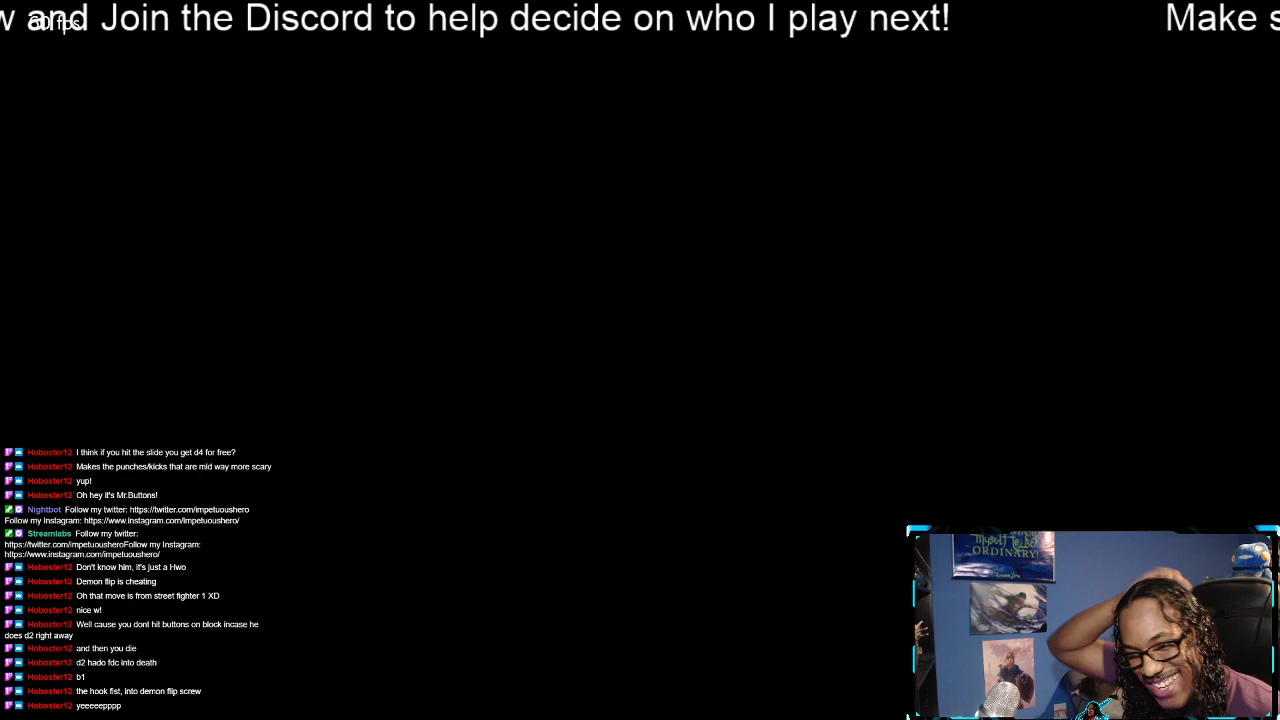 and Join the Discord to help decide on who I play next! Make
60 fps
Hoboster12 I think if you hit the slide you get d4 for free?
Hoboster12 Makes the punches/kicks that are mid way more scary
Hoboster12 yup!
Hoboster12 Oh hey it's Mr.Buttons!
Nightbot Follow my twitter: https://twitter.com/impetuoushero
Follow my Instagram: https://www.instagram.com/impetuoushero/
Streamlabs Follow my twitter:
https://twitter.com/impetuousheroFollow my Instagram:
https://www.instagram.com/impetuoushero/
Hoboster12 Don't know him, it's just a Hwo
Hoboster12 Demon flip is cheating
Hoboster12 Oh that move is from street fighter 1 XD
Hoboster12 nice w!
Hoboster12 Well cause you dont hit buttons on block incase he
does d2 right away
Hoboster12 and then you die
Hoboster12 d2 hado fdc into death
Hoboster12 b1
Hoboster12 the hook fist, into demon flip screw
Hoboster12 yeeeeepppp
Myself To Be
ORDINARY